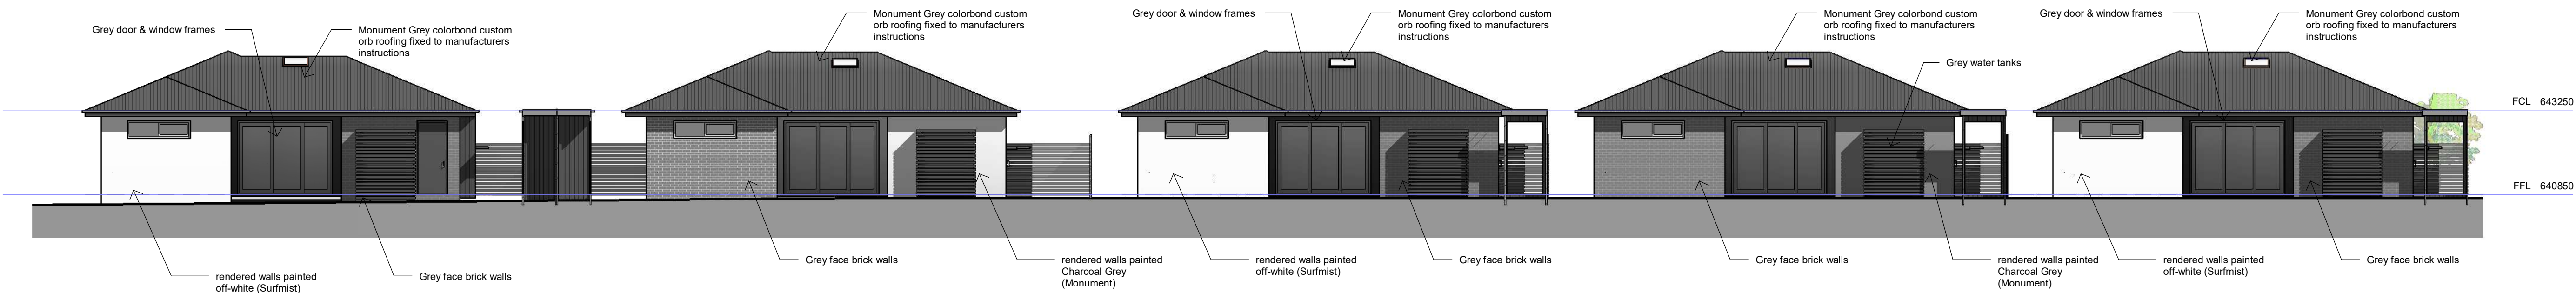 Grey door & window frames
Monument Grey colorbond custom
orb roofing fixed to manufacturers
instructions
Monument Grey colorbond custom
orb roofing fixed to manufacturers
instructions
Grey door & window frames
Monument Grey colorbond custom
orb roofing fixed to manufacturers
instructions
Monument Grey colorbond custom
orb roofing fixed to manufacturers
instructions
Grey water tanks
Grey door & window frames
Monument Grey colorbond custom
orb roofing fixed to manufacturers
instructions
FCL 643250
FFL 640850
rendered walls painted
off-white (Surfmist)
Grey face brick walls
Grey face brick walls
rendered walls painted
Charcoal Grey
(Monument)
rendered walls painted
off-white (Surfmist)
Grey face brick walls
Grey face brick walls
rendered walls painted
Charcoal Grey
(Monument)
rendered walls painted
off-white (Surfmist)
Grey face brick walls